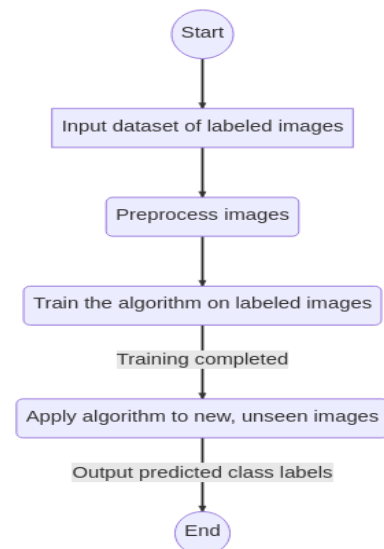 Start
Input dataset of labeled images
Preprocess images
Train the algorithm on labeled images
Training completed
Apply algorithm to new, unseen images
Output predicted class labels
End